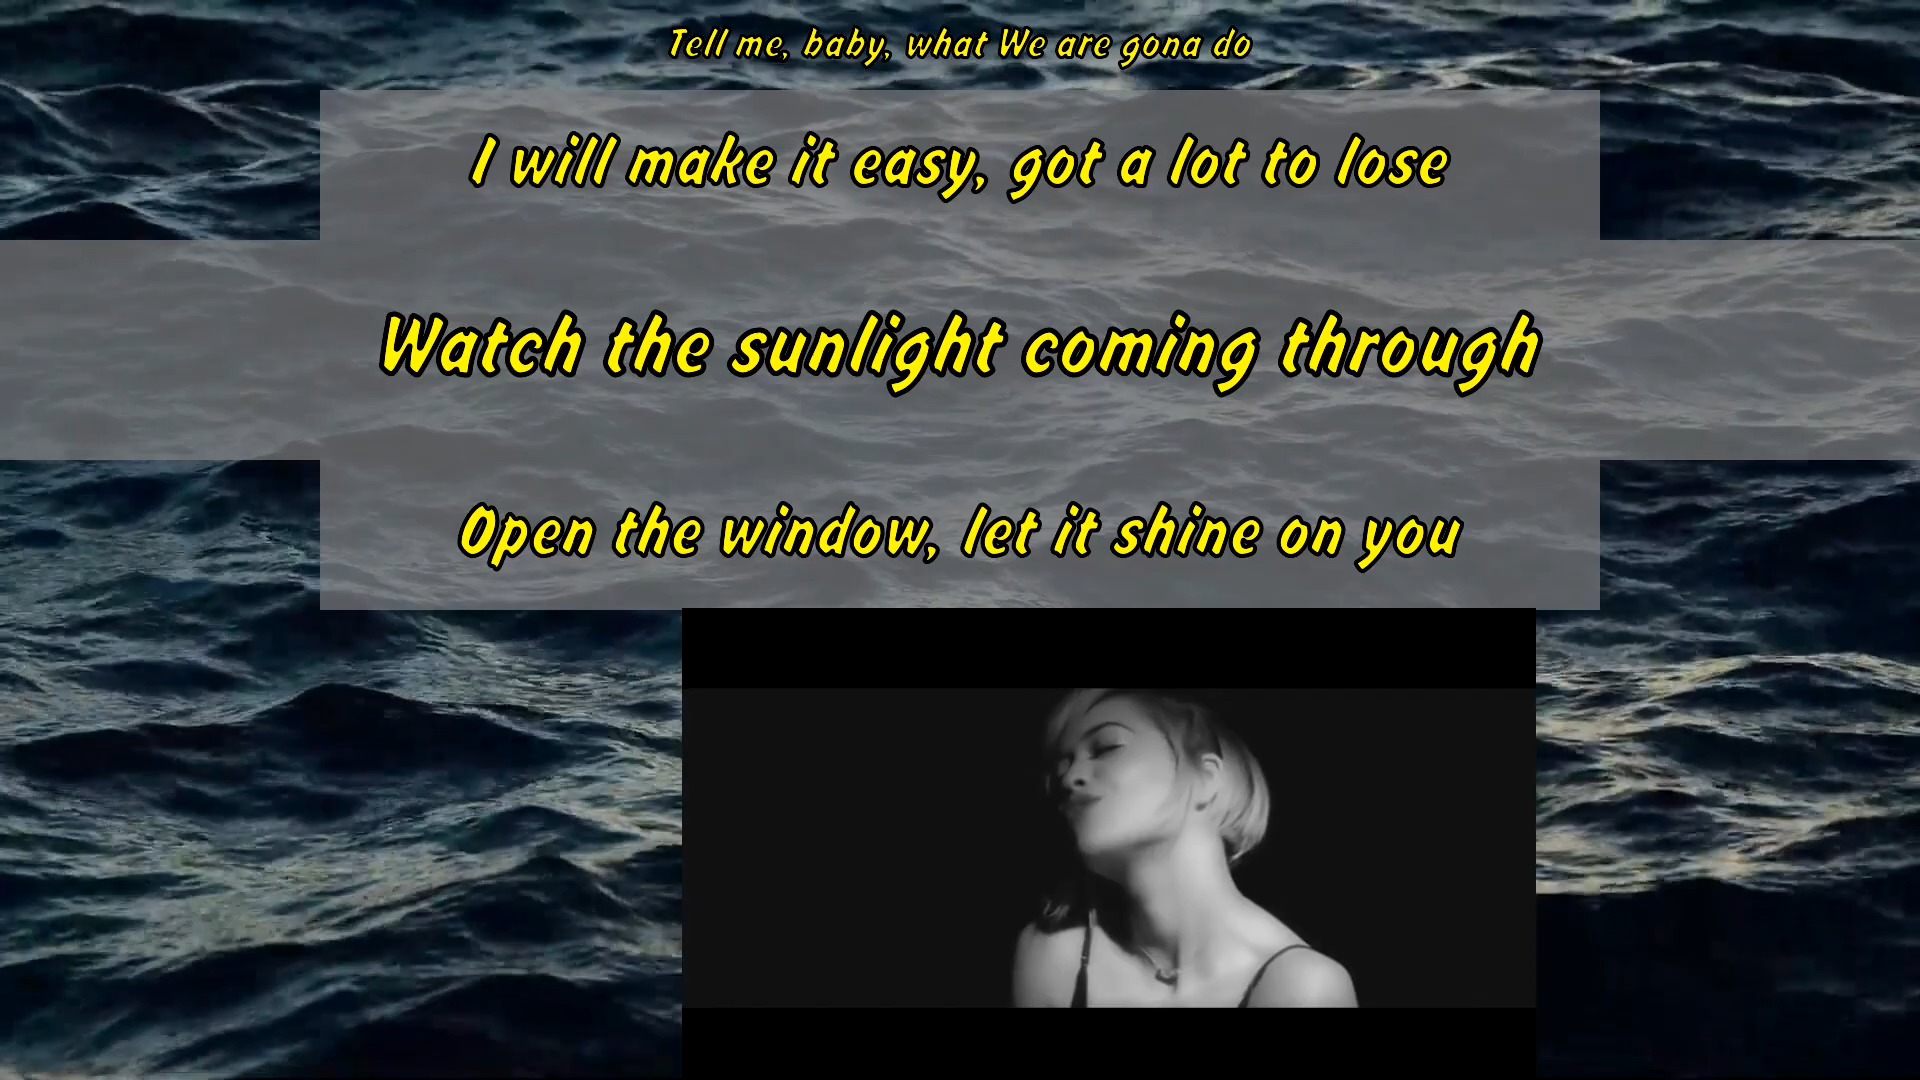 Tell me, baby, what We are gona do
I will make it easy, got a lot to lose
Watch the sunlight coming through
Open the window, let it shine on you